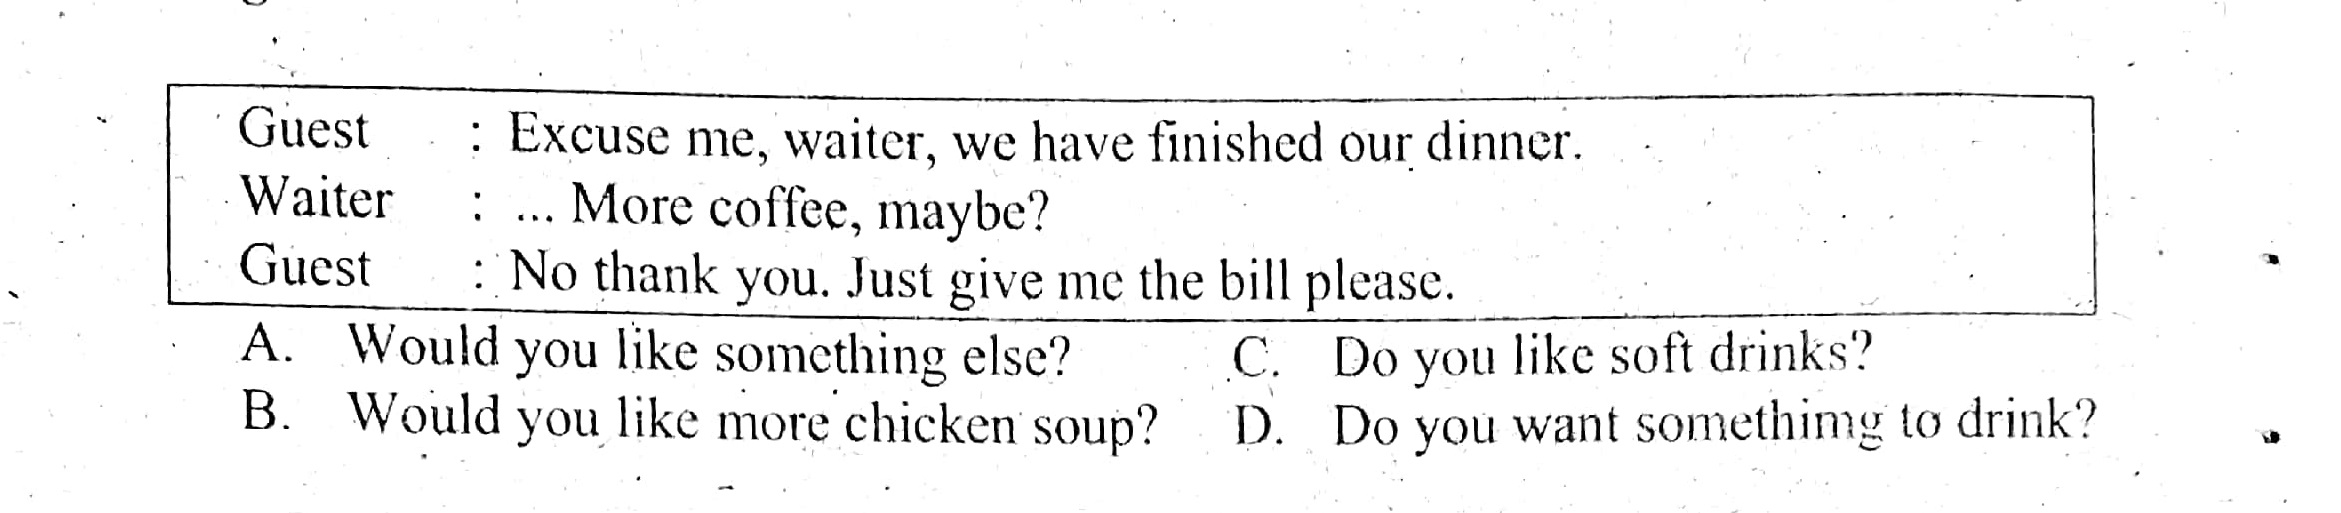 Guest : Excuse me, waiter, we have finished our dinner.
Waiter : ... More coffee, maybe?
Guest : No thank you. Just give me the bill please.
A. Would you like something else? C. Do you like soft drinks?
B. Would you like more chicken soup? D. Do you want somethimg to drink?